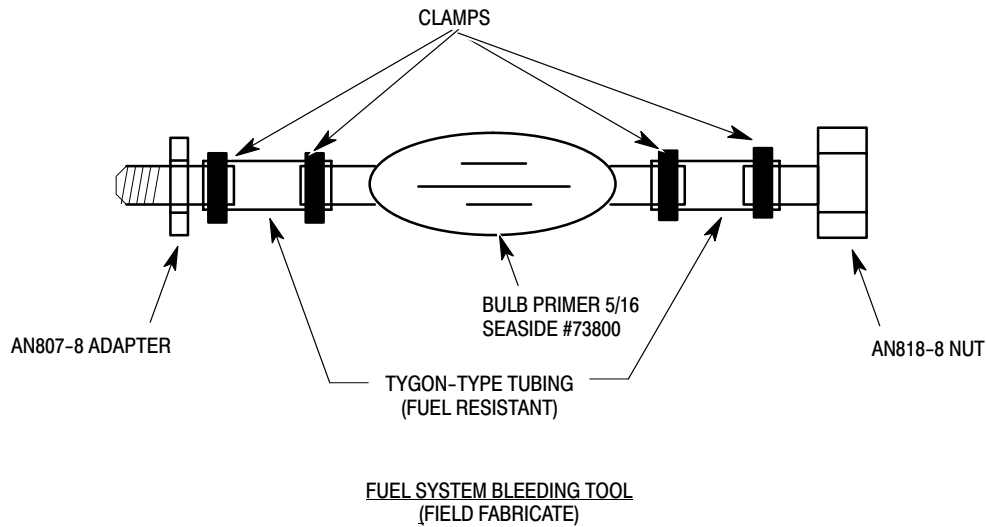 CLAMPS
BULB PRIMER 5/16
SEASIDE #73800
AN807-8 ADAPTER
AN818-8 NUT
TYGON-TYPE TUBING
(FUEL RESISTANT)
FUEL SYSTEM BLEEDING TOOL
(FIELD FABRICATE)